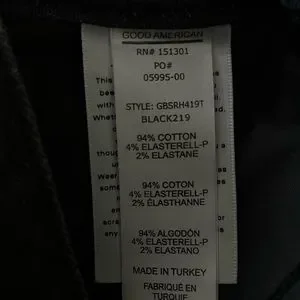 GOOD AMERICAN
RN# 151301
PO#
05995-00
STYLE: GBSRH419T
BLACK219
94% COTTON
4% ELASTERELL-P
2% ELASTANE
94% COTON
4% ELASTERELL-P
2% ÉLASTHANNE
94% ALGODÓN
4% ELASTERELL-P
2% ELASTANO
MADE IN TURKEY
FABRIQUÉ EN
TURQUIE